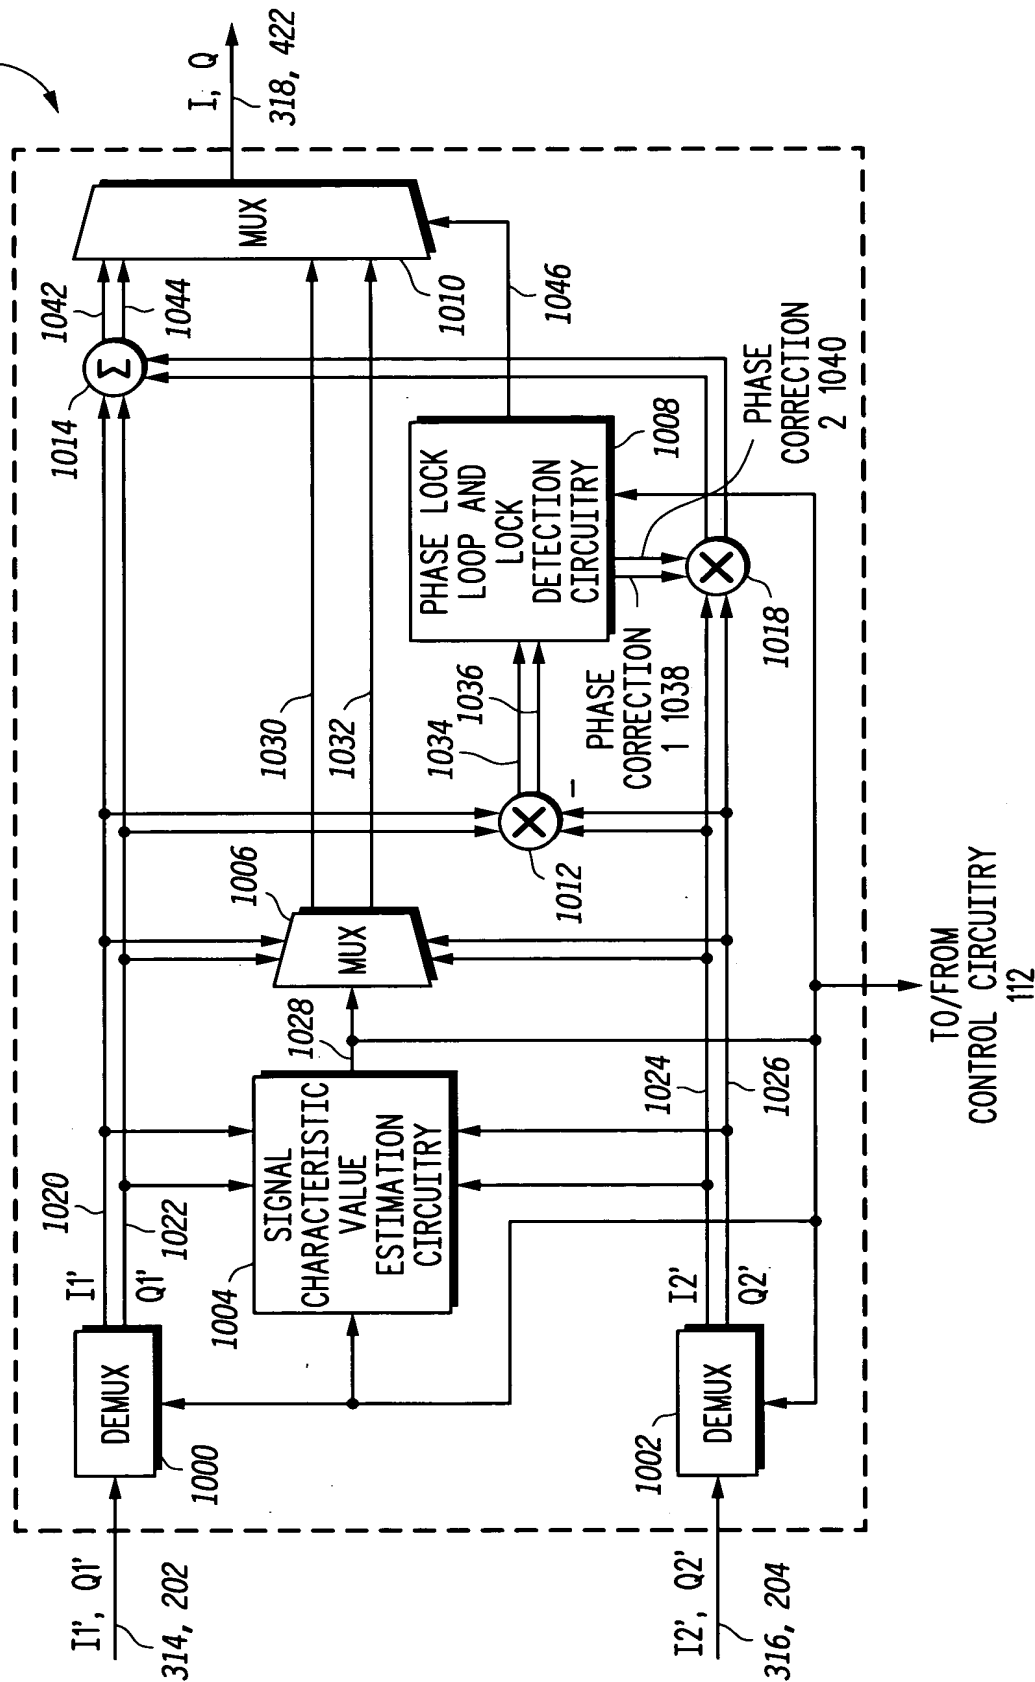 I1', Q1'
314, 202
DEMUX
1000
I1'
Q1'
1020
1022
SIGNAL
CHARACTERISTIC
VALUE
ESTIMATION
CIRCUITRY
1004
1028
MUX
1006
1030
1032
1012
−
1034
1036
PHASE LOCK
LOOP AND
LOCK
DETECTION
CIRCUITRY
1008
PHASE
CORRECTION
1 1038
PHASE
CORRECTION
2 1040
1014
Σ
1042
1044
MUX
1010
1046
I, Q
318, 422
I2', Q2'
316, 204
DEMUX
1002
I2'
Q2'
1024
1026
1018
TO/FROM
CONTROL CIRCUITRY
112